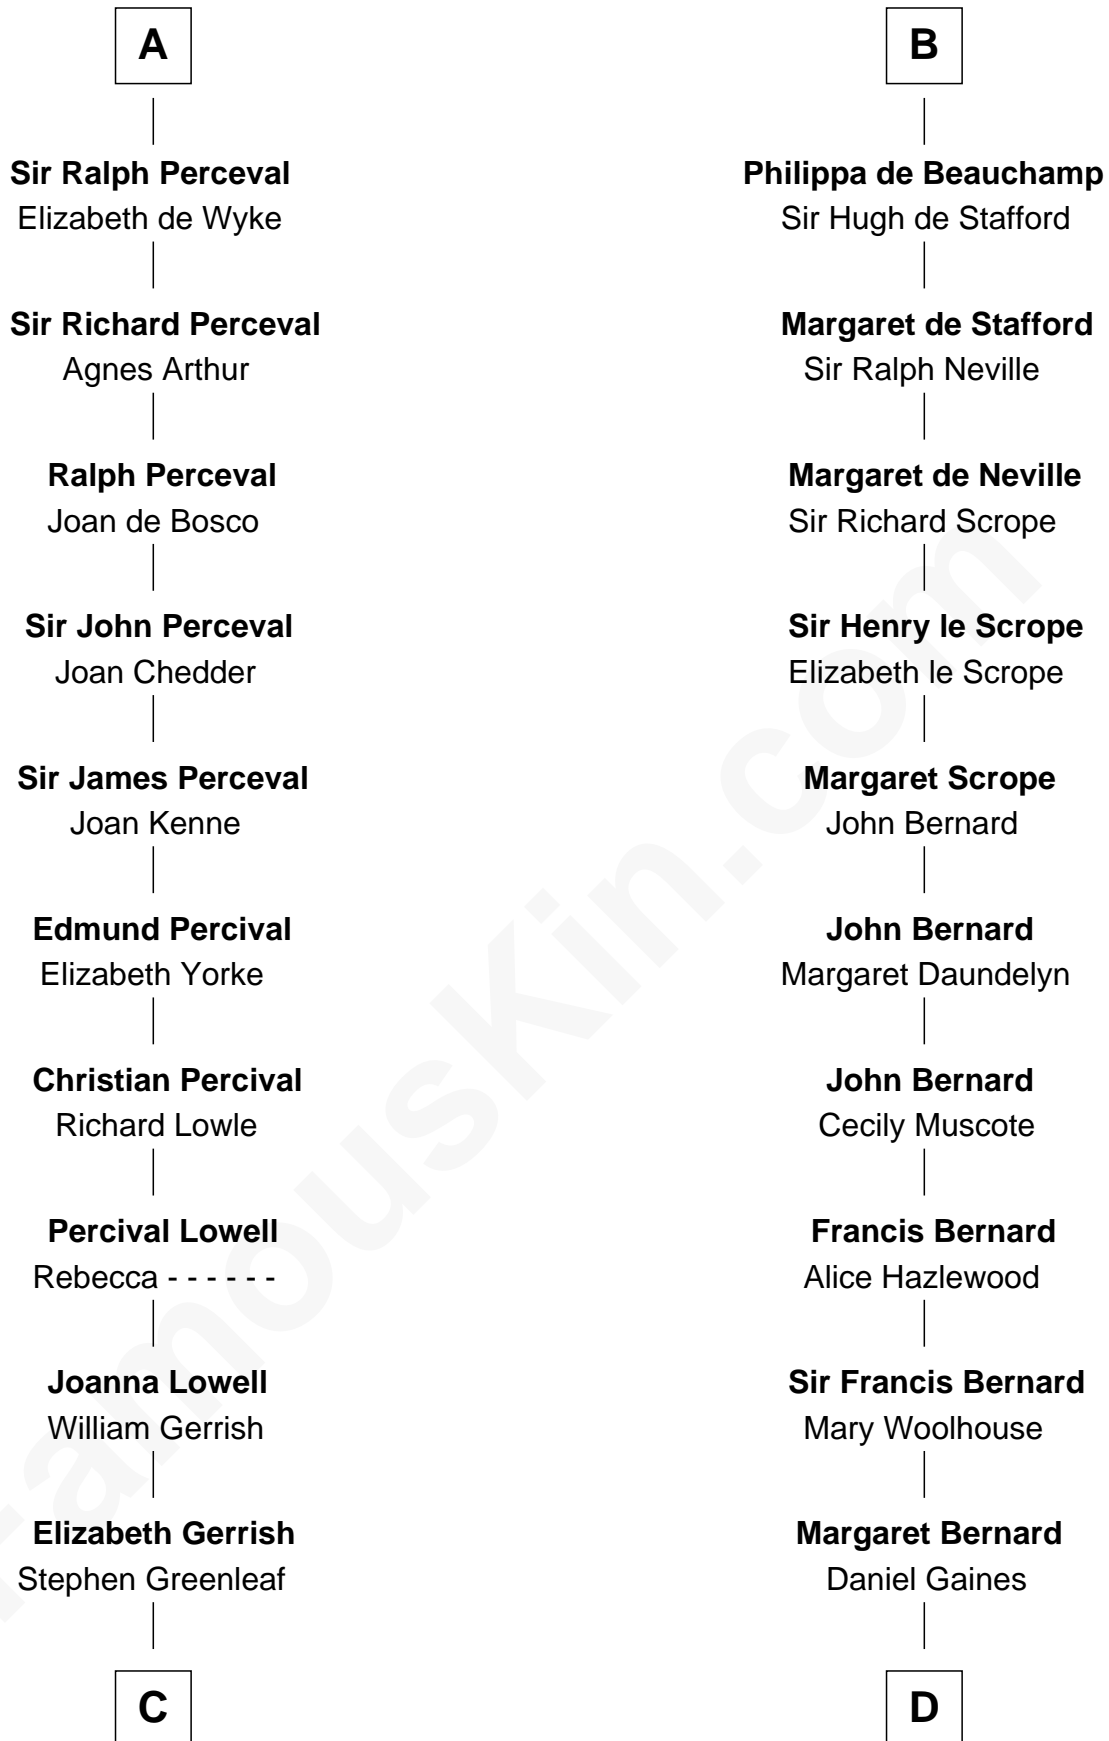 A
Sir Ralph Perceval
Elizabeth de Wyke
Sir Richard Perceval
Agnes Arthur
Ralph Perceval
Joan de Bosco
Sir John Perceval
Joan Chedder
Sir James Perceval
Joan Kenne
Edmund Percival
Elizabeth Yorke
Christian Percival
Richard Lowle
Percival Lowell
Rebecca - - - - - -
Joanna Lowell
William Gerrish
Elizabeth Gerrish
Stephen Greenleaf
C
B
Philippa de Beauchamp
Sir Hugh de Stafford
Margaret de Stafford
Sir Ralph Neville
Margaret de Neville
Sir Richard Scrope
Sir Henry le Scrope
Elizabeth le Scrope
Margaret Scrope
John Bernard
John Bernard
Margaret Daundelyn
John Bernard
Cecily Muscote
Francis Bernard
Alice Hazlewood
Sir Francis Bernard
Mary Woolhouse
Margaret Bernard
Daniel Gaines
D
FamousKin.com